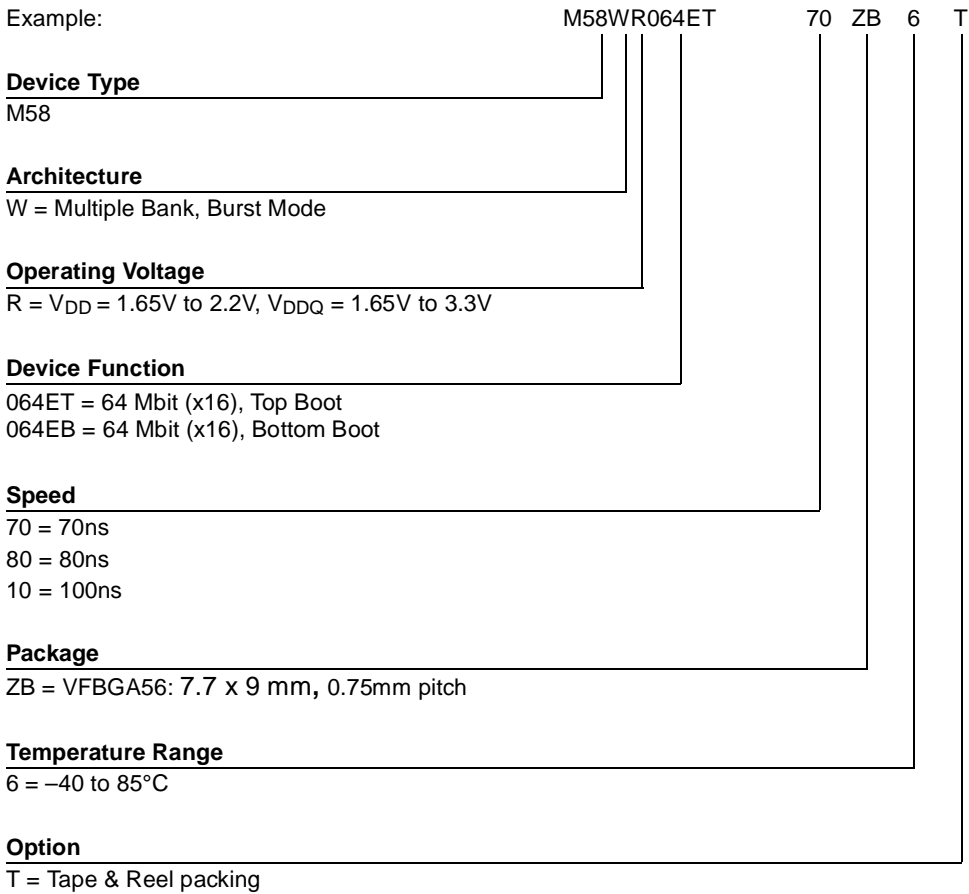 Example: M58WR064ET 70 ZB 6 T
Device Type
M58
Architecture
W = Multiple Bank, Burst Mode
Operating Voltage
R = VDD = 1.65V to 2.2V, VDDQ = 1.65V to 3.3V
Device Function
064ET = 64 Mbit (x16), Top Boot
064EB = 64 Mbit (x16), Bottom Boot
Speed
70 = 70ns
80 = 80ns
10 = 100ns
Package
ZB = VFBGA56: 7.7 x 9 mm, 0.75mm pitch
Temperature Range
6 = –40 to 85°C
Option
T = Tape & Reel packing